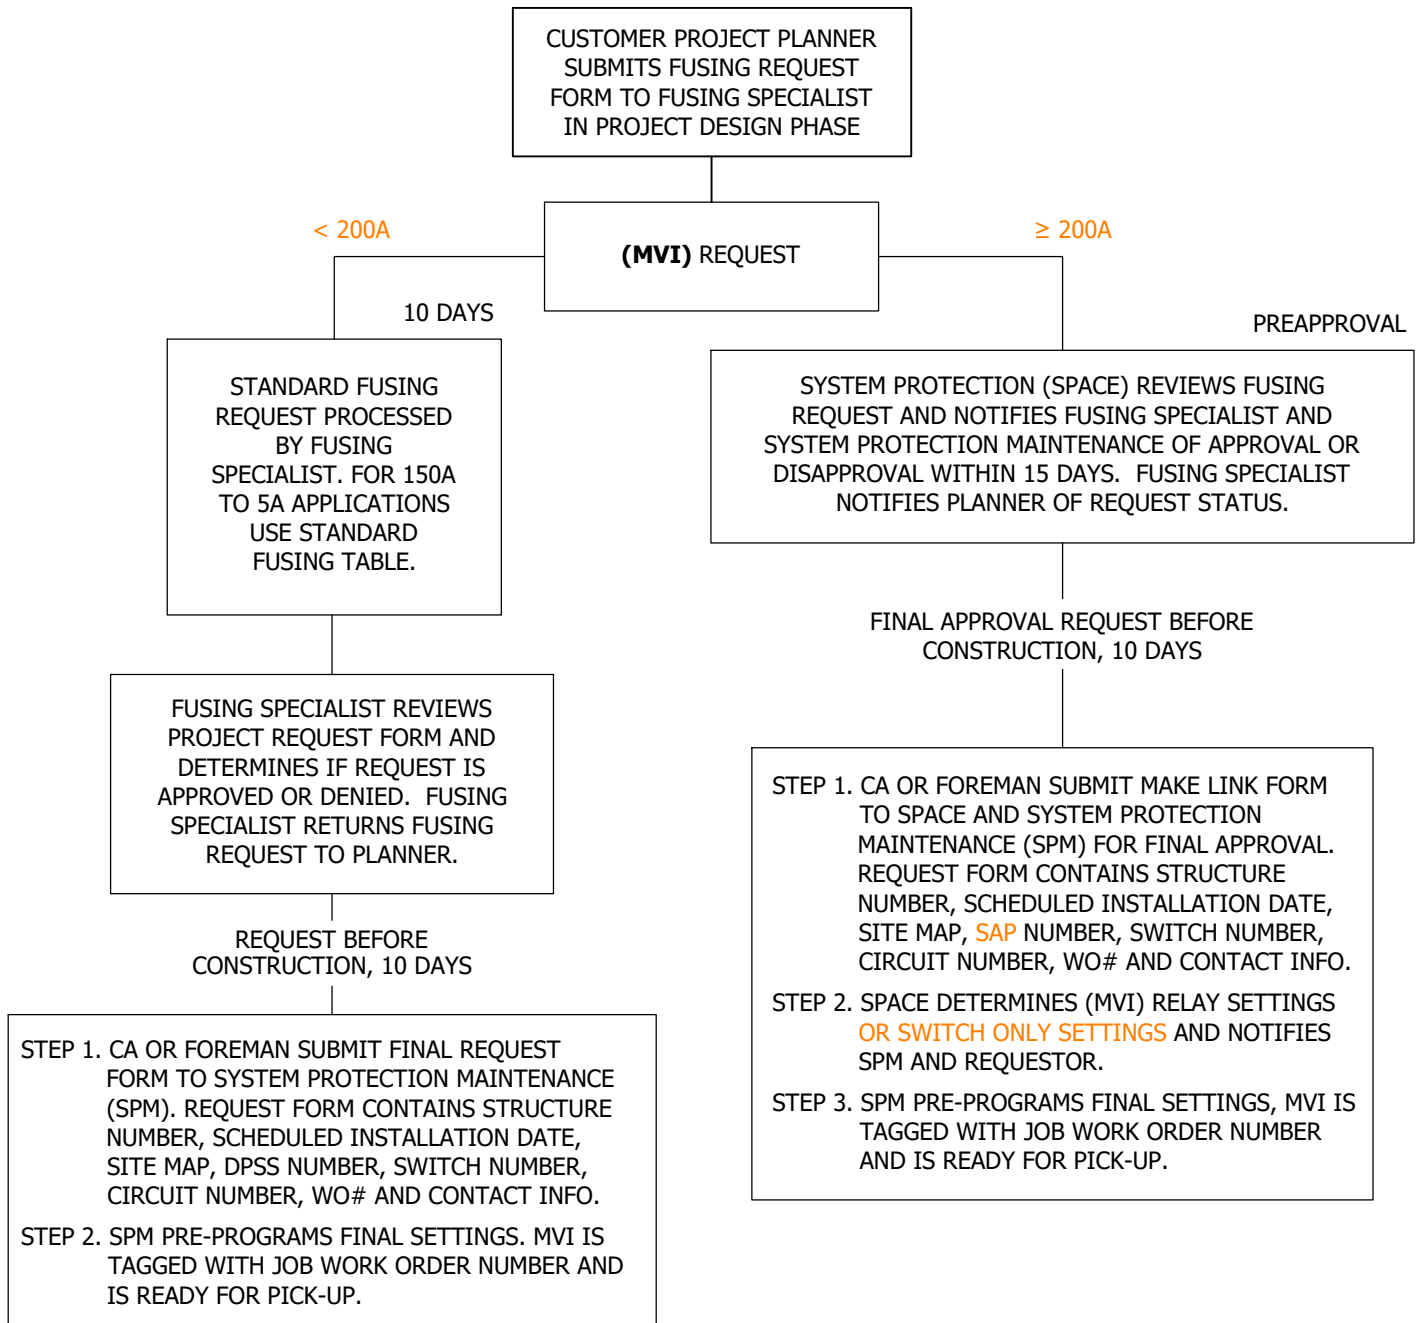 CUSTOMER PROJECT PLANNER
SUBMITS FUSING REQUEST
FORM TO FUSING SPECIALIST
IN PROJECT DESIGN PHASE
< 200A
(MVI) REQUEST
≥ 200A
10 DAYS
STANDARD FUSING
REQUEST PROCESSED
BY FUSING
SPECIALIST. FOR 150A
TO 5A APPLICATIONS
USE STANDARD
FUSING TABLE.
FUSING SPECIALIST REVIEWS
PROJECT REQUEST FORM AND
DETERMINES IF REQUEST IS
APPROVED OR DENIED. FUSING
SPECIALIST RETURNS FUSING
REQUEST TO PLANNER.
REQUEST BEFORE
CONSTRUCTION, 10 DAYS
STEP 1. CA OR FOREMAN SUBMIT FINAL REQUEST
FORM TO SYSTEM PROTECTION MAINTENANCE
(SPM). REQUEST FORM CONTAINS STRUCTURE
NUMBER, SCHEDULED INSTALLATION DATE,
SITE MAP, DPSS NUMBER, SWITCH NUMBER,
CIRCUIT NUMBER, WO# AND CONTACT INFO.
STEP 2. SPM PRE-PROGRAMS FINAL SETTINGS. MVI IS
TAGGED WITH JOB WORK ORDER NUMBER AND
IS READY FOR PICK-UP.
PREAPPROVAL
SYSTEM PROTECTION (SPACE) REVIEWS FUSING
REQUEST AND NOTIFIES FUSING SPECIALIST AND
SYSTEM PROTECTION MAINTENANCE OF APPROVAL OR
DISAPPROVAL WITHIN 15 DAYS. FUSING SPECIALIST
NOTIFIES PLANNER OF REQUEST STATUS.
FINAL APPROVAL REQUEST BEFORE
CONSTRUCTION, 10 DAYS
STEP 1. CA OR FOREMAN SUBMIT MAKE LINK FORM
TO SPACE AND SYSTEM PROTECTION
MAINTENANCE (SPM) FOR FINAL APPROVAL.
REQUEST FORM CONTAINS STRUCTURE
NUMBER, SCHEDULED INSTALLATION DATE,
SITE MAP, SAP NUMBER, SWITCH NUMBER,
CIRCUIT NUMBER, WO# AND CONTACT INFO.
STEP 2. SPACE DETERMINES (MVI) RELAY SETTINGS
OR SWITCH ONLY SETTINGS AND NOTIFIES
SPM AND REQUESTOR.
STEP 3. SPM PRE-PROGRAMS FINAL SETTINGS, MVI IS
TAGGED WITH JOB WORK ORDER NUMBER
AND IS READY FOR PICK-UP.